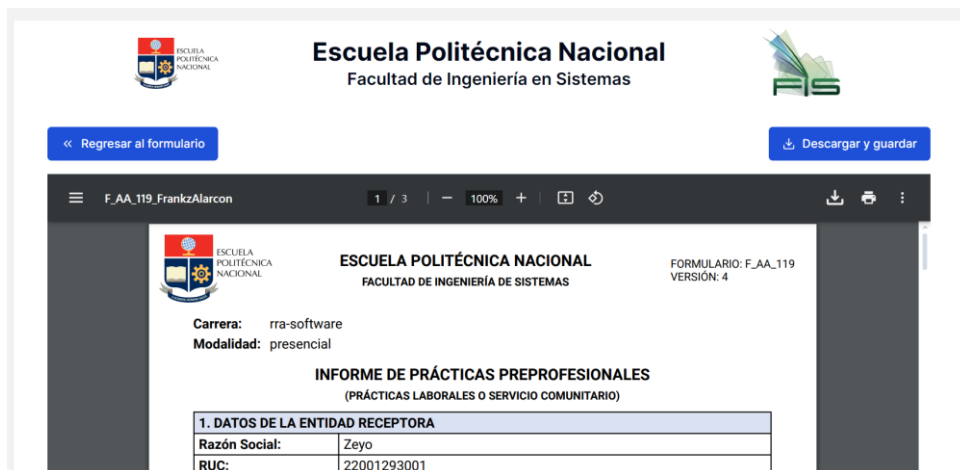 ESCUELA
POLITÉCNICA
NACIONAL
Escuela Politécnica Nacional
Facultad de Ingeniería en Sistemas
FIS
« Regresar al formulario
Descargar y guardar
F_AA_119_FrankzAlarcon
1 / 3
100%
ESCUELA
POLITÉCNICA
NACIONAL
ESCUELA POLITÉCNICA NACIONAL
FACULTAD DE INGENIERÍA DE SISTEMAS
FORMULARIO: F_AA_119
VERSIÓN: 4
Carrera: rra-software
Modalidad: presencial
INFORME DE PRÁCTICAS PREPROFESIONALES
(PRÁCTICAS LABORALES O SERVICIO COMUNITARIO)
1. DATOS DE LA ENTIDAD RECEPTORA
Razón Social: Zeyo
RUC: 22001293001